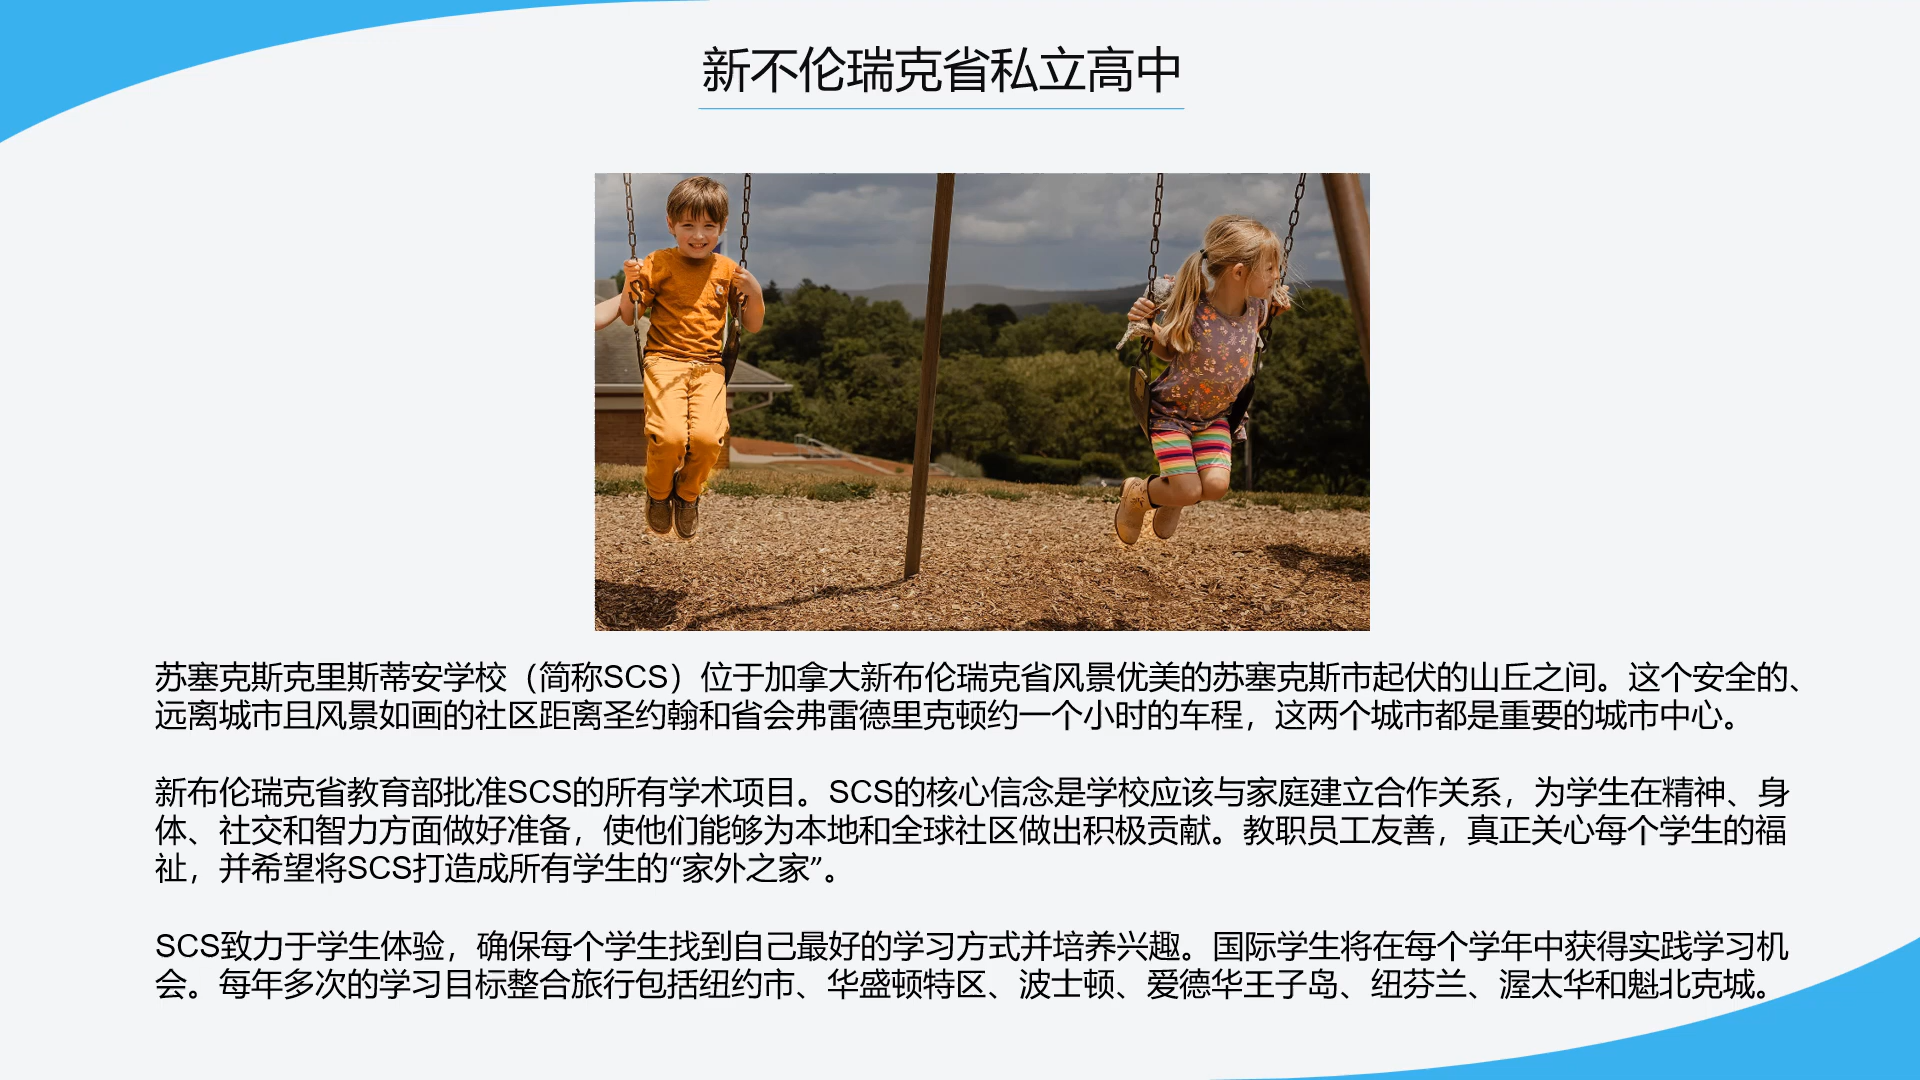 新不伦瑞克省私立高中
苏塞克斯克里斯蒂安学校（简称SCS）位于加拿大新布伦瑞克省风景优美的苏塞克斯市起伏的山丘之间。这个安全的、
远离城市且风景如画的社区距离圣约翰和省会弗雷德里克顿约一个小时的车程，这两个城市都是重要的城市中心。
新布伦瑞克省教育部批准SCS的所有学术项目。SCS的核心信念是学校应该与家庭建立合作关系，为学生在精神、身
体、社交和智力方面做好准备，使他们能够为本地和全球社区做出积极贡献。教职员工友善，真正关心每个学生的福
祉，并希望将SCS打造成所有学生的“家外之家”。
SCS致力于学生体验，确保每个学生找到自己最好的学习方式并培养兴趣。国际学生将在每个学年中获得实践学习机
会。每年多次的学习目标整合旅行包括纽约市、华盛顿特区、波士顿、爱德华王子岛、纽芬兰、渥太华和魁北克城。